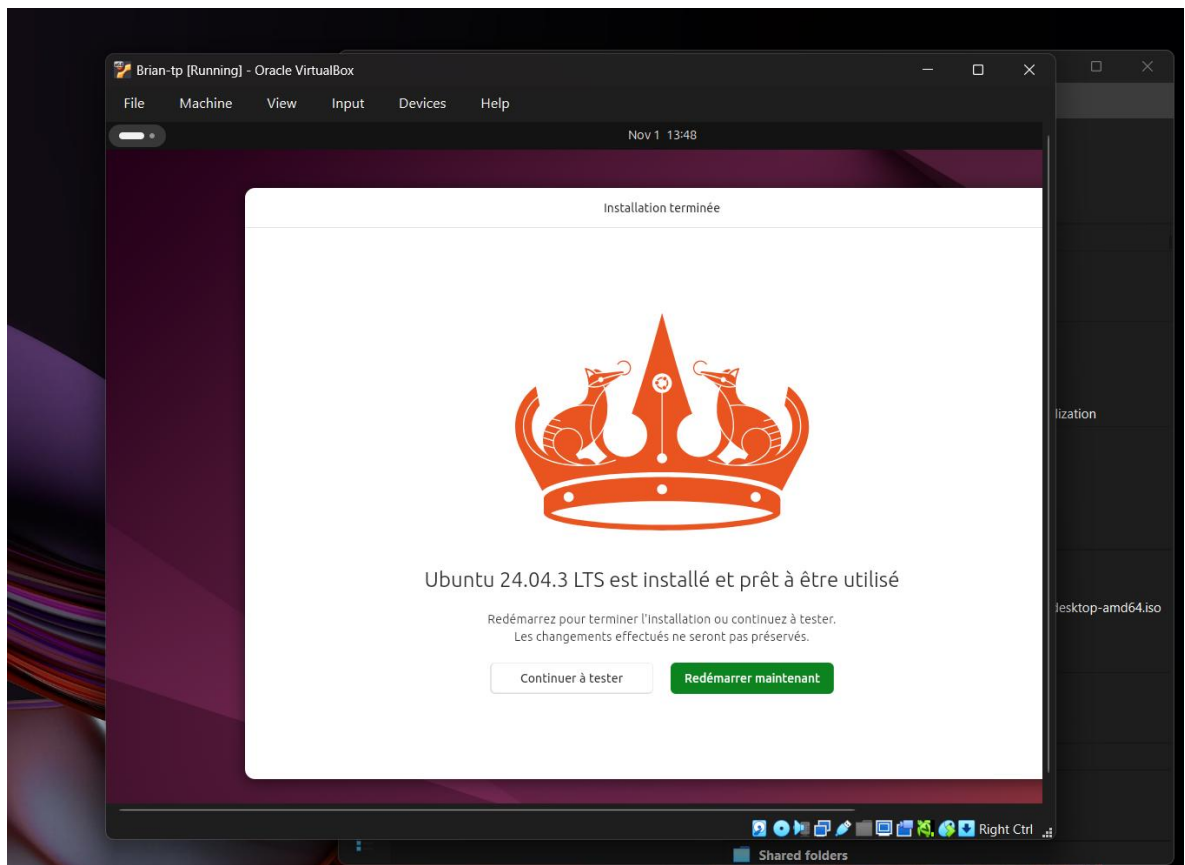 Brian-tp [Running] - Oracle VirtualBox
File Machine View Input Devices Help
Nov 1 13:48
Installation terminée
Ubuntu 24.04.3 LTS est installé et prêt à être utilisé
Redémarrez pour terminer l'installation ou continuez à tester.
Les changements effectués ne seront pas préservés.
Continuer à tester Redémarrer maintenant
Right Ctrl
lization
desktop-amd64.iso
Shared folders